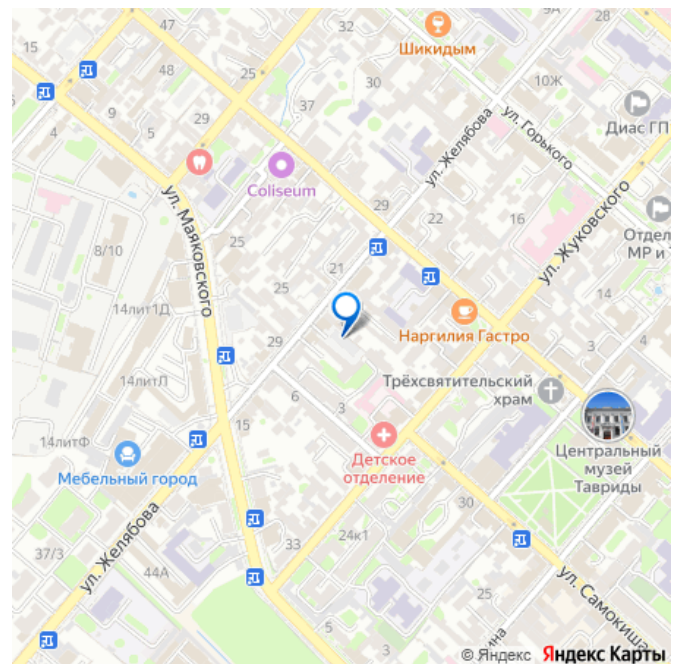 47
9А
28
Шикидым
15
48
25
32
30
37
10Ж
ул. Горького
Диас ГП
9
4
5
29
ул. Желябова
Coliseum
29
22
16
ул. Жуковского
Отдел
МР и
ул. Маяковского
25
8/10
21
25
14
14лит1Д
Наргилия Гастро
4
29
14литЛ
6
3
Трёхсвятительский
храм
15
14литФ
Мебельный город
Детское
отделение
Центральный
музей
Тавриды
30
24к1
33
ул. Желябова
37/3
44А
25
ул. Самокиша
ина
© Яндекс Яндекс Карты